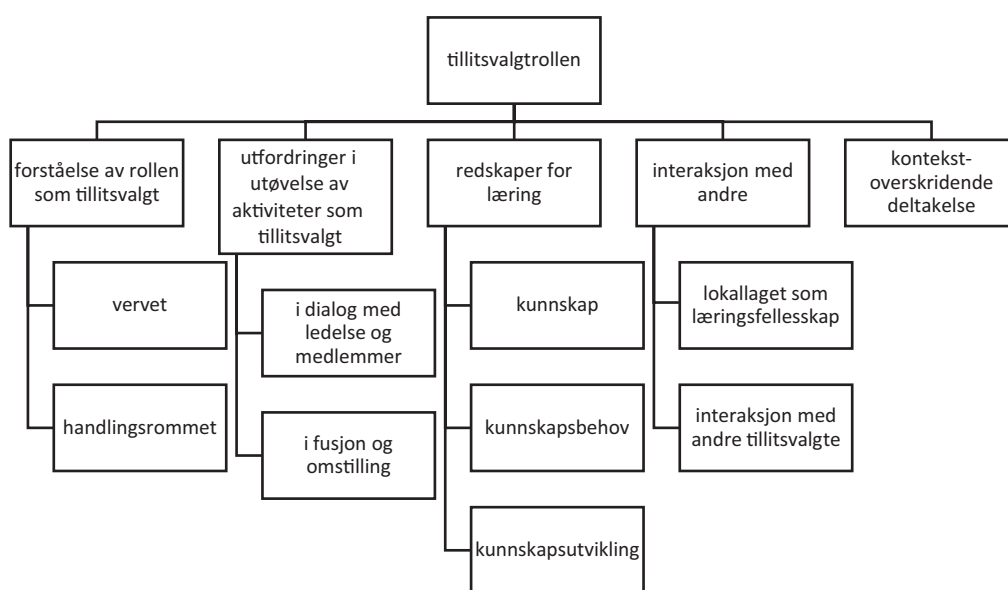 tillitsvalgtrollen
forståelse av rollen
som tillitsvalgt
utfordringer i
utøvelse av
aktiviteter som
tillitsvalgt
redskaper for
læring
interaksjon med
andre
kontekst-
overskridende
deltakelse
vervet
handlingsrommet
i dialog med
ledelse og
medlemmer
i fusjon og
omstilling
kunnskap
kunnskapsbehov
kunnskapsutvikling
lokallaget som
læringsfellesskap
interaksjon med
andre tillitsvalgte